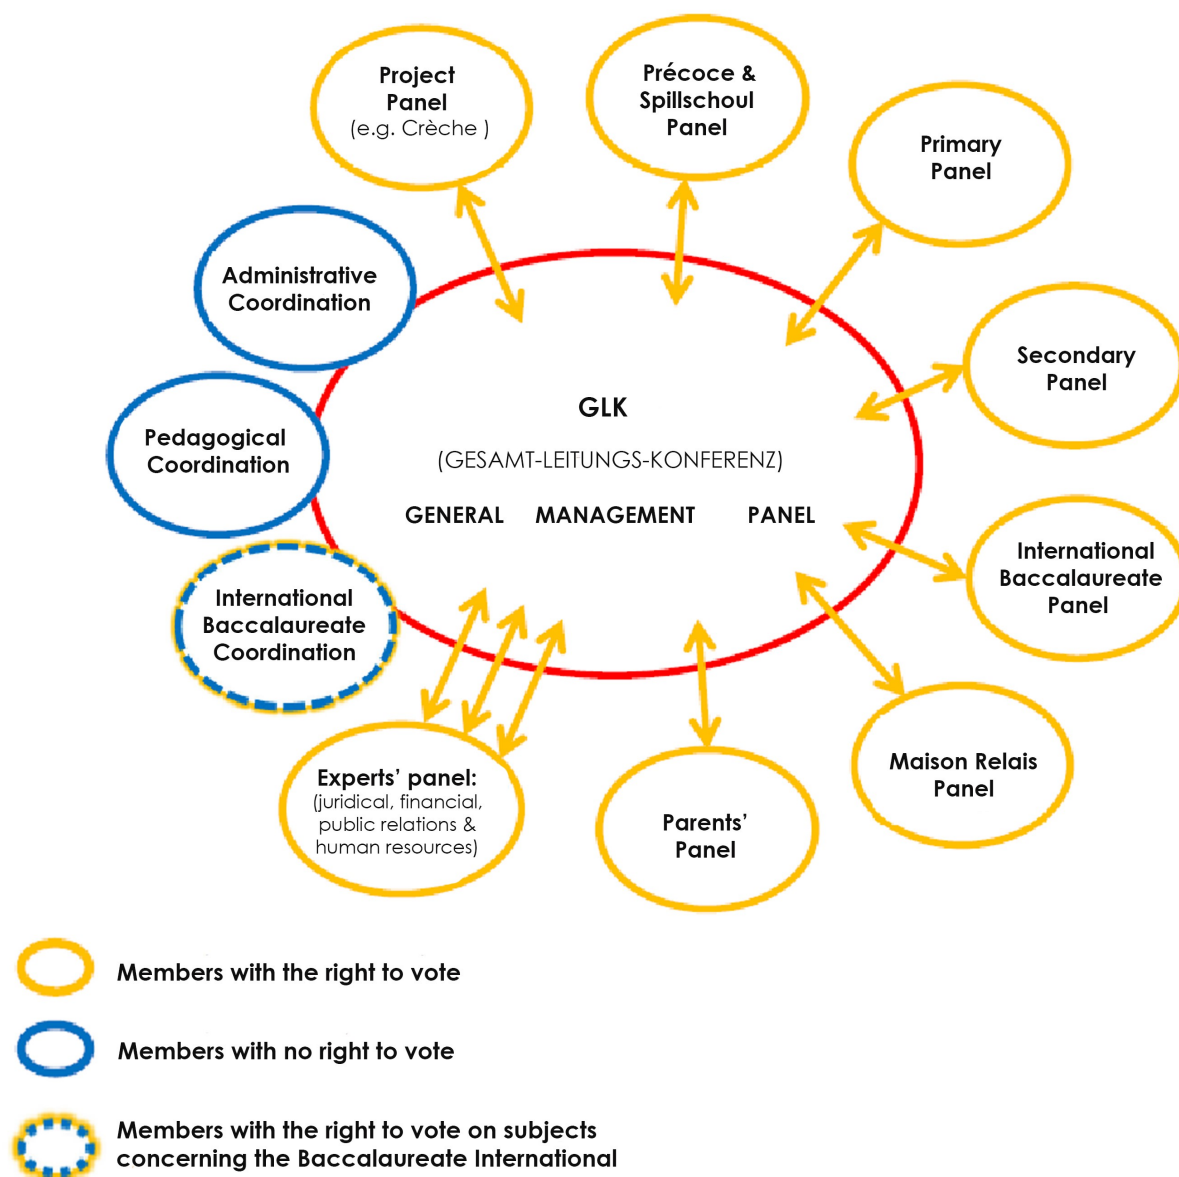 Project
Panel
(e.g. Crèche )
Précoce &
Spillschoul
Panel
Primary
Panel
Administrative
Coordination
Secondary
Panel
GLK
(GESAMT-LEITUNGS-KONFERENZ)
GENERAL MANAGEMENT PANEL
Pedagogical
Coordination
International
Baccalaureate
Panel
International
Baccalaureate
Coordination
Maison Relais
Panel
Experts’ panel:
(juridical, financial,
public relations &
human resources)
Parents’
Panel
Members with the right to vote
Members with no right to vote
Members with the right to vote on subjects
concerning the Baccalaureate International